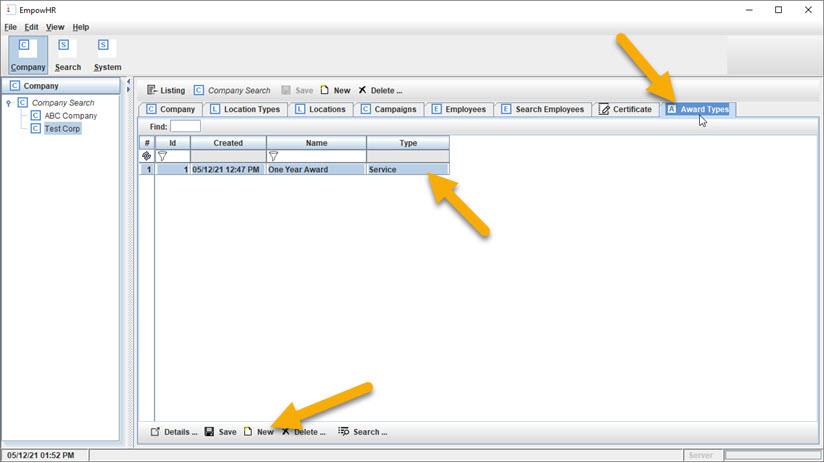 EmpowHR
File Edit View Help
Company Search System
Company
Company Search
ABC Company
Test Corp
Listing Company Search Save New Delete ...
Company Location Types Locations Campaigns Employees Search Employees Certificate Award Types
Find:
# Id Created Name Type
1 1 05/12/21 12:47 PM One Year Award Service
Details ... Save New Delete ... Search ...
05/12/21 01:52 PM Server